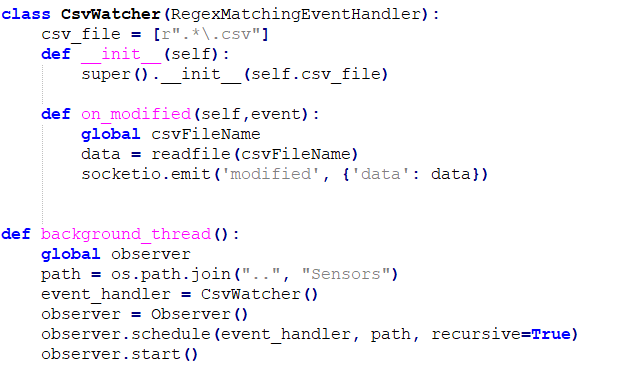 class CsvWatcher(RegexMatchingEventHandler):
    csv_file = [r".*\.csv"]
    def __init__(self):
        super().__init__(self.csv_file)

    def on_modified(self,event):
        global csvFileName
        data = readfile(csvFileName)
        socketio.emit('modified', {'data': data})


def background_thread():
    global observer
    path = os.path.join("..", "Sensors")
    event_handler = CsvWatcher()
    observer = Observer()
    observer.schedule(event_handler, path, recursive=True)
    observer.start()